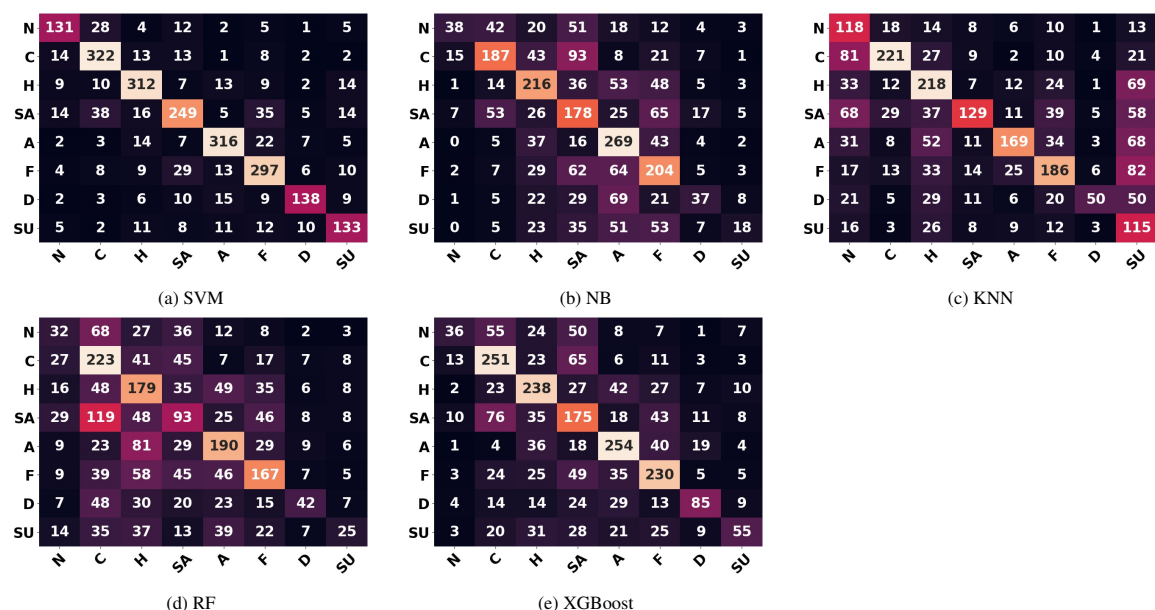 N 131 28 4 12 2 5 1 5
C 14 322 13 13 1 8 2 2
H 9 10 312 7 13 9 2 14
SA 14 38 16 249 5 35 5 14
A 2 3 14 7 316 22 7 5
F 4 8 9 29 13 297 6 10
D 2 3 6 10 15 9 138 9
SU 5 2 11 8 11 12 10 133
N C H SA A F D SU
(a) SVM
N 38 42 20 51 18 12 4 3
C 15 187 43 93 8 21 7 1
H 1 14 216 36 53 48 5 3
SA 7 53 26 178 25 65 17 5
A 0 5 37 16 269 43 4 2
F 2 7 29 62 64 204 5 3
D 1 5 22 29 69 21 37 8
SU 0 5 23 35 51 53 7 18
N C H SA A F D SU
(b) NB
N 118 18 14 8 6 10 1 13
C 81 221 27 9 2 10 4 21
H 33 12 218 7 12 24 1 69
SA 68 29 37 129 11 39 5 58
A 31 8 52 11 169 34 3 68
F 17 13 33 14 25 186 6 82
D 21 5 29 11 6 20 50 50
SU 16 3 26 8 9 12 3 115
N C H SA A F D SU
(c) KNN
N 32 68 27 36 12 8 2 3
C 27 223 41 45 7 17 7 8
H 16 48 179 35 49 35 6 8
SA 29 119 48 93 25 46 8 8
A 9 23 81 29 190 29 9 6
F 9 39 58 45 46 167 7 5
D 7 48 30 20 23 15 42 7
SU 14 35 37 13 39 22 7 25
N C H SA A F D SU
(d) RF
N 36 55 24 50 8 7 1 7
C 13 251 23 65 6 11 3 3
H 2 23 238 27 42 27 7 10
SA 10 76 35 175 18 43 11 8
A 1 4 36 18 254 40 19 4
F 3 24 25 49 35 230 5 5
D 4 14 14 24 29 13 85 9
SU 3 20 31 28 21 25 9 55
N C H SA A F D SU
(e) XGBoost